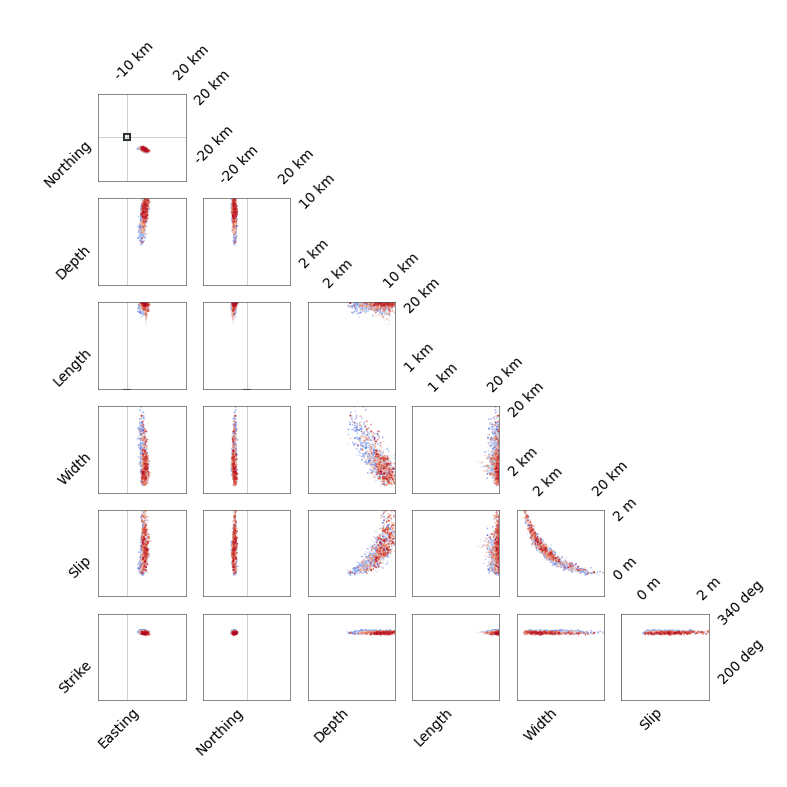 -10 km
20 km
20 km
-20 km
Northing
-20 km
20 km
10 km
2 km
Depth
2 km
10 km
20 km
1 km
Length
1 km
20 km
20 km
2 km
Width
2 km
20 km
2 m
0 m
Slip
0 m
2 m
340 deg
200 deg
Strike
Easting
Northing
Depth
Length
Width
Slip